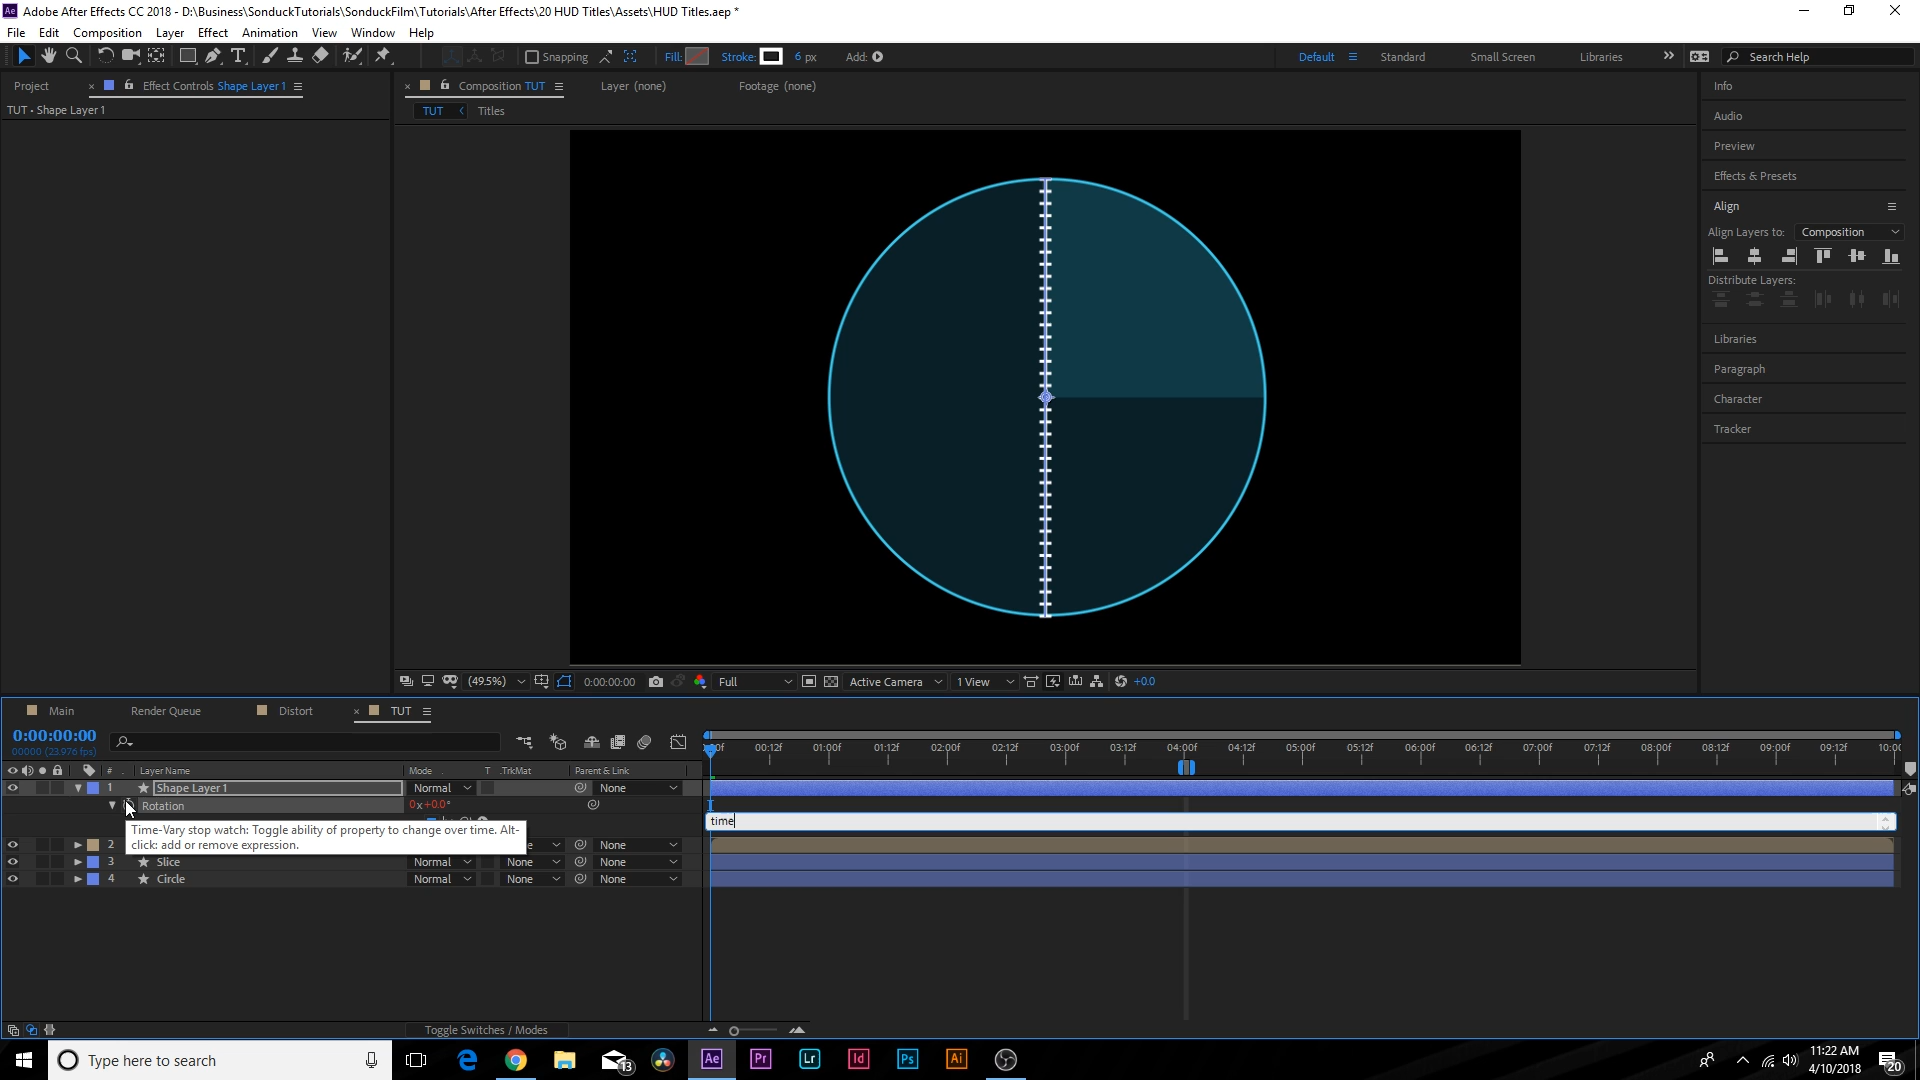 Adobe After Effects CC 2018 - D:\Business\SonduckTutorials\SonduckFilm\Tutorials\After Effects\20 HUD Titles\Assets\HUD Titles.aep *
File Edit Composition Layer Effect Animation View Window Help
Snapping Fill: Stroke: 6 px Add: Default Standard Small Screen Libraries Search Help
Project Effect Controls Shape Layer 1 Composition TUT Layer (none) Footage (none) Info
TUT • Shape Layer 1 TUT Titles Audio
Preview
Effects & Presets
Align
Align Layers to: Composition
Distribute Layers:
Libraries
Paragraph
Character
Tracker
(49.5%) 0:00:00:00 Full Active Camera 1 View +0.0
Main Render Queue Distort TUT
0:00:00:00
00000 (23.976 fps)
00:12f 01:00f 01:12f 02:00f 02:12f 03:00f 03:12f 04:00f 04:12f 05:00f 05:12f 06:00f 06:12f 07:00f 07:12f 08:00f 08:12f 09:00f 09:12f
# Layer Name Mode T .TrkMat Parent & Link
1 Shape Layer 1 Normal None
Rotation 0x+0.0°
time
Time-Vary stop watch: Toggle ability of property to change over time. Alt-
click: add or remove expression.
2 None
3 Slice Normal None None
4 Circle Normal None None
Toggle Switches / Modes
Type here to search 13 Ae Pr Lr Id Ps Ai 11:22 AM
4/10/2018 20